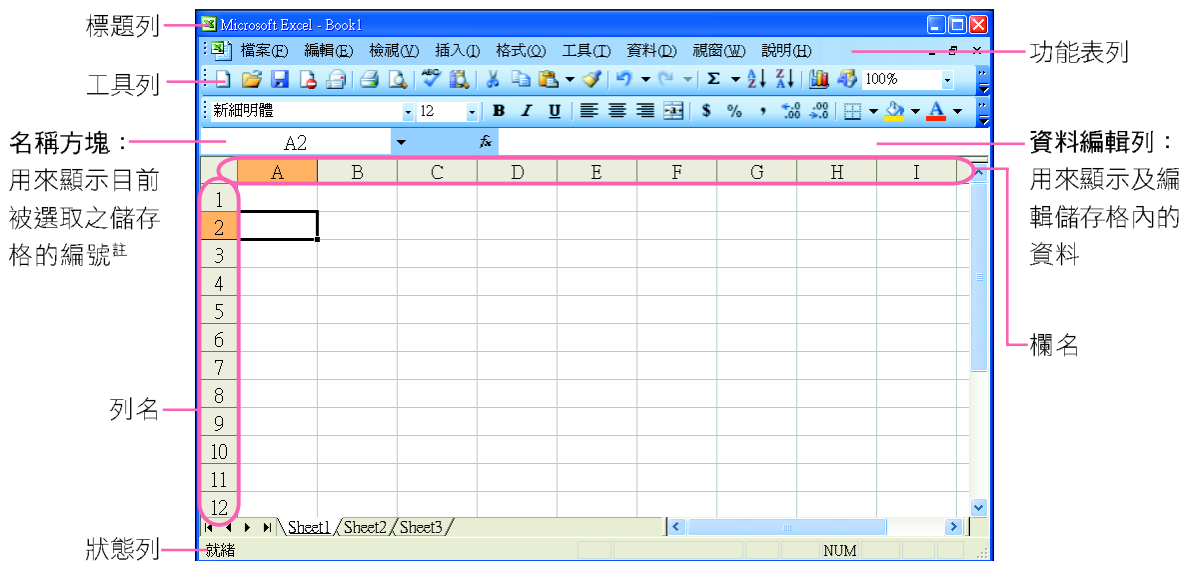 標題列
工具列
名稱方塊：
用來顯示目前
被選取之儲存
格的編號註
列名
狀態列
Microsoft Excel - Book1
檔案(F) 編輯(E) 檢視(V) 插入(I) 格式(O) 工具(T) 資料(D) 視窗(W) 說明(H)
ABC Σ A Z Z A 100%
新細明體 12 B I U $ % , .0 .00 .00 .0 A
A2 fx
A B C D E F G H I
1
2
3
4
5
6
7
8
9
10
11
12
Sheet1 Sheet2 Sheet3
就緒 NUM
功能表列
資料編輯列：
用來顯示及編
輯儲存格內的
資料
欄名